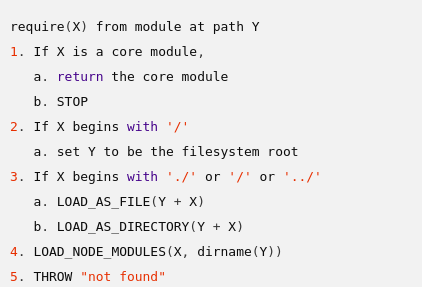 require(X) from module at path Y
1. If X is a core module,
   a. return the core module
   b. STOP
2. If X begins with '/'
   a. set Y to be the filesystem root
3. If X begins with './' or '/' or '../'
   a. LOAD_AS_FILE(Y + X)
   b. LOAD_AS_DIRECTORY(Y + X)
4. LOAD_NODE_MODULES(X, dirname(Y))
5. THROW "not found"